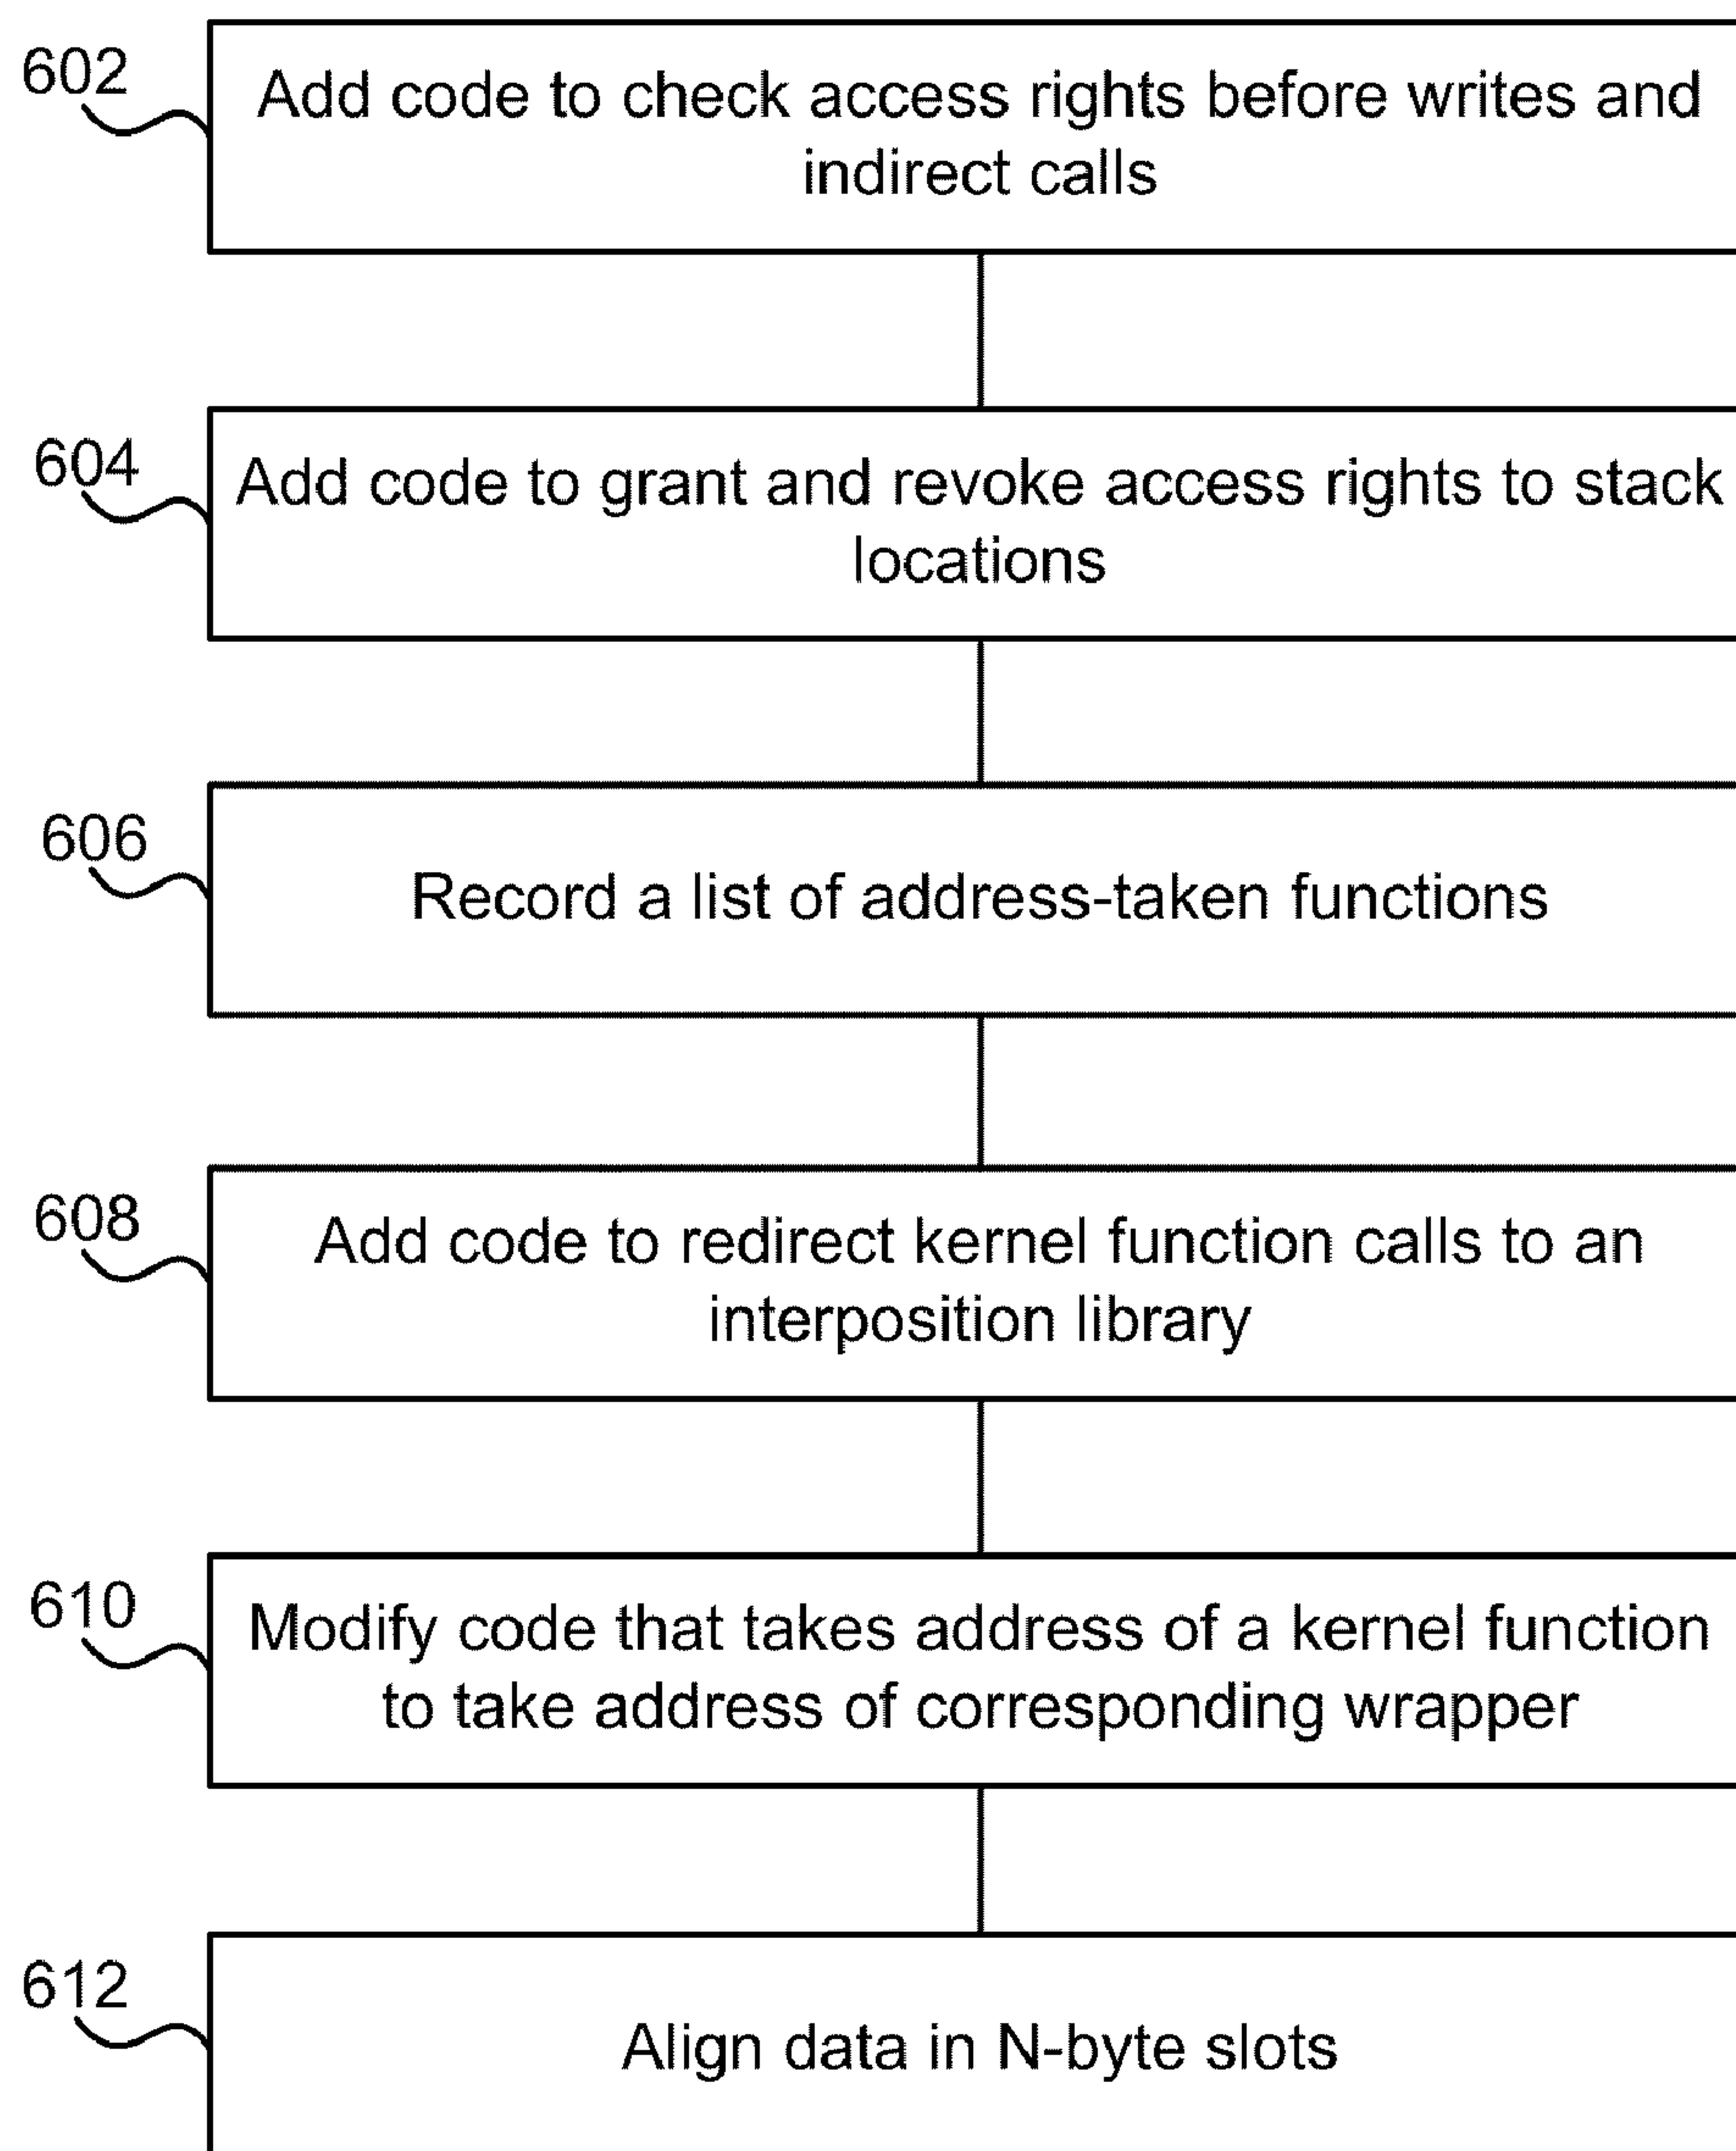 602
Add code to check access rights before writes and
indirect calls
604
Add code to grant and revoke access rights to stack
locations
606
Record a list of address-taken functions
608
Add code to redirect kernel function calls to an
interposition library
610
Modify code that takes address of a kernel function
to take address of corresponding wrapper
612
Align data in N-byte slots